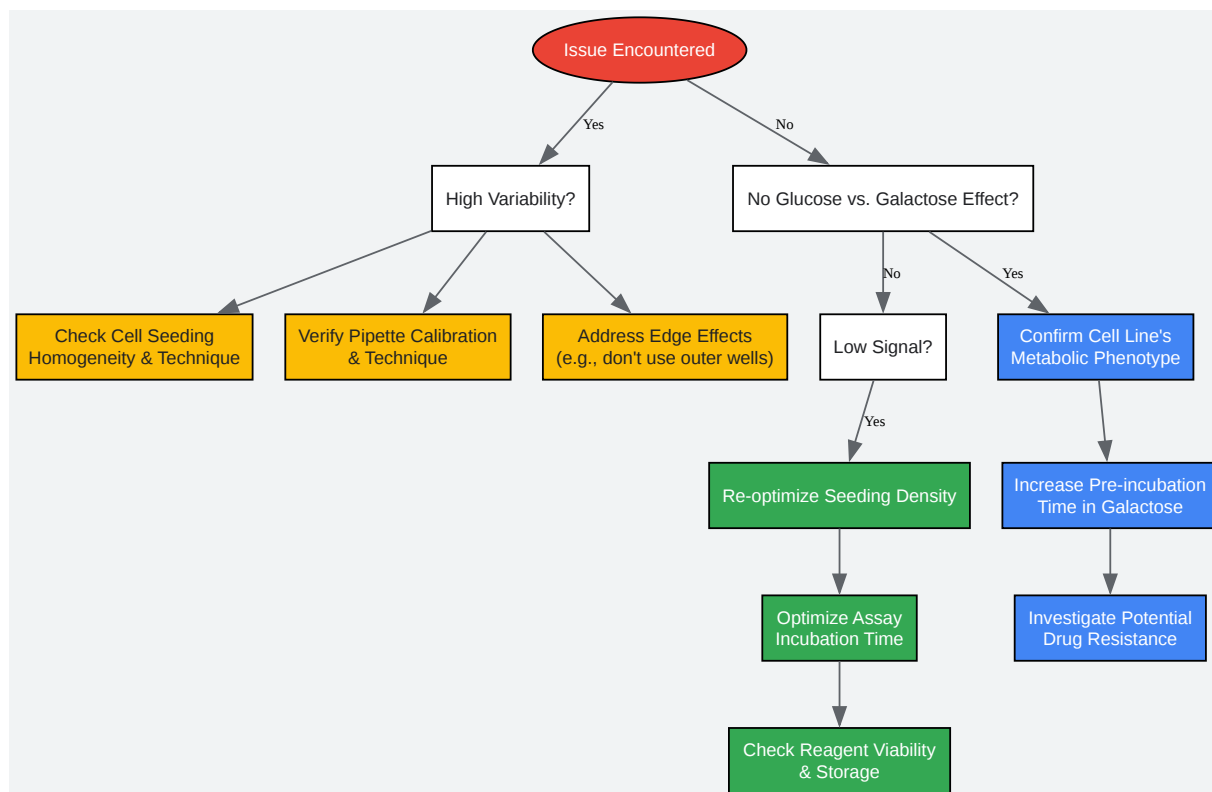 Issue Encountered
Yes
No
High Variability?
No Glucose vs. Galactose Effect?
No
Yes
Check Cell Seeding
Homogeneity & Technique
Verify Pipette Calibration
& Technique
Address Edge Effects
(e.g., don't use outer wells)
Low Signal?
Confirm Cell Line's
Metabolic Phenotype
Yes
Re-optimize Seeding Density
Increase Pre-incubation
Time in Galactose
Optimize Assay
Incubation Time
Investigate Potential
Drug Resistance
Check Reagent Viability
& Storage